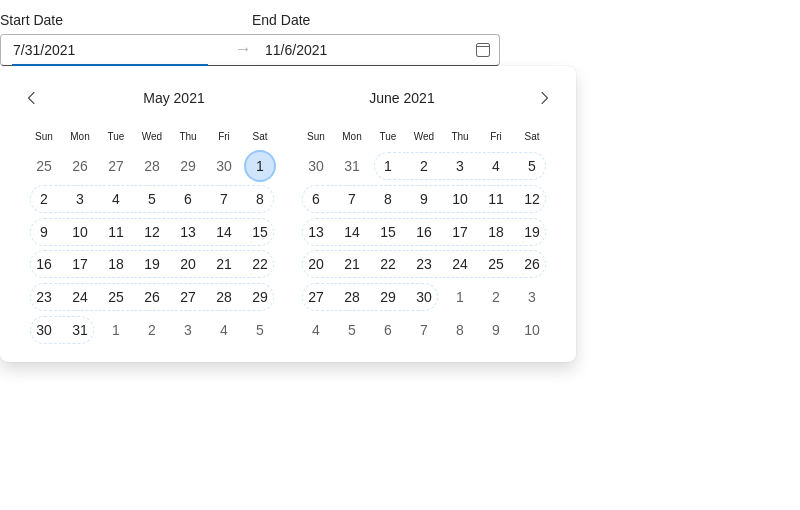 Start Date End Date
7/31/2021 → 11/6/2021
May 2021 June 2021
Sun Mon Tue Wed Thu Fri Sat Sun Mon Tue Wed Thu Fri Sat
25 26 27 28 29 30 1 30 31 1 2 3 4 5
2 3 4 5 6 7 8 6 7 8 9 10 11 12
9 10 11 12 13 14 15 13 14 15 16 17 18 19
16 17 18 19 20 21 22 20 21 22 23 24 25 26
23 24 25 26 27 28 29 27 28 29 30 1 2 3
30 31 1 2 3 4 5 4 5 6 7 8 9 10